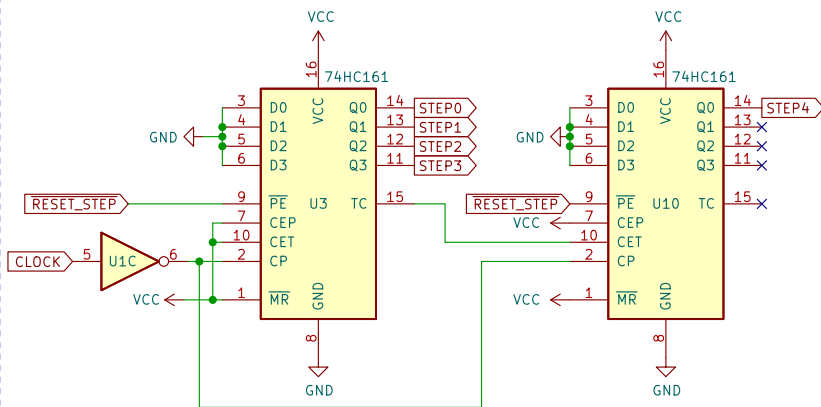 VCC
16
74HC161
3 D0
VCC
Q0 14 STEP0
4 D1
Q1 13 STEP1
GND
5 D2
Q2 12 STEP2
6 D3
Q3 11 STEP3
RESET_STEP
9 PE
U3
TC 15
7 CEP
10 CET
CLOCK
5 U1C 6
2 CP
VCC
1 MR
GND
8
GND
VCC
16
74HC161
3 D0
VCC
Q0 14 STEP4
4 D1
Q1 13
GND
5 D2
Q2 12
6 D3
Q3 11
RESET_STEP
9 PE
U10
TC 15
VCC
7 CEP
10 CET
2 CP
VCC
1 MR
GND
8
GND